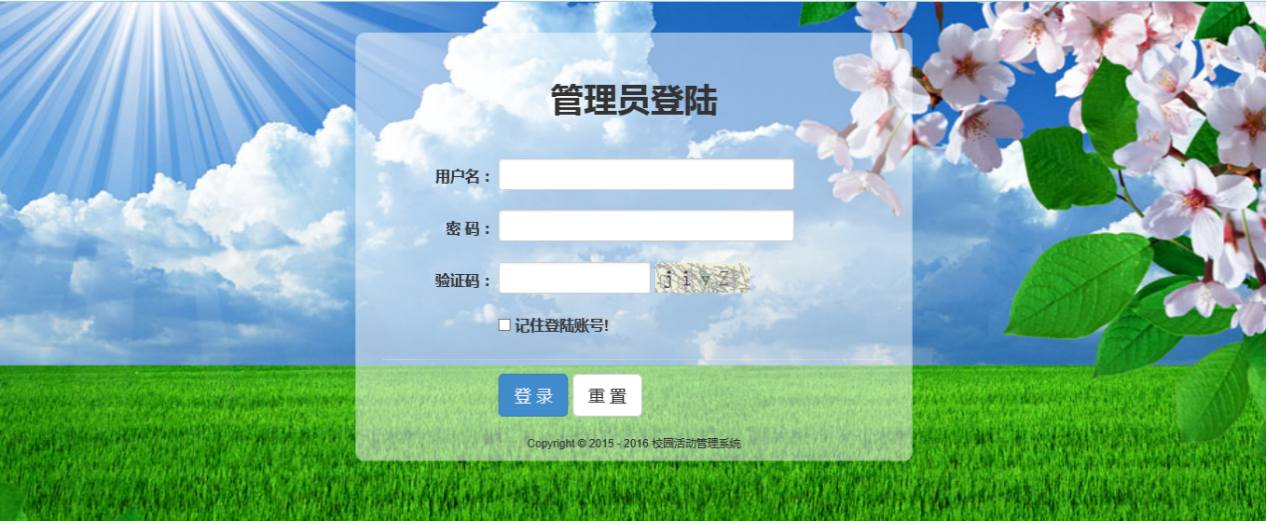 管理员登陆
用户名：
密 码：
验证码： j i v Z
记住登陆账号!
登 录 重 置
Copyright © 2015 - 2016 校园活动管理系统